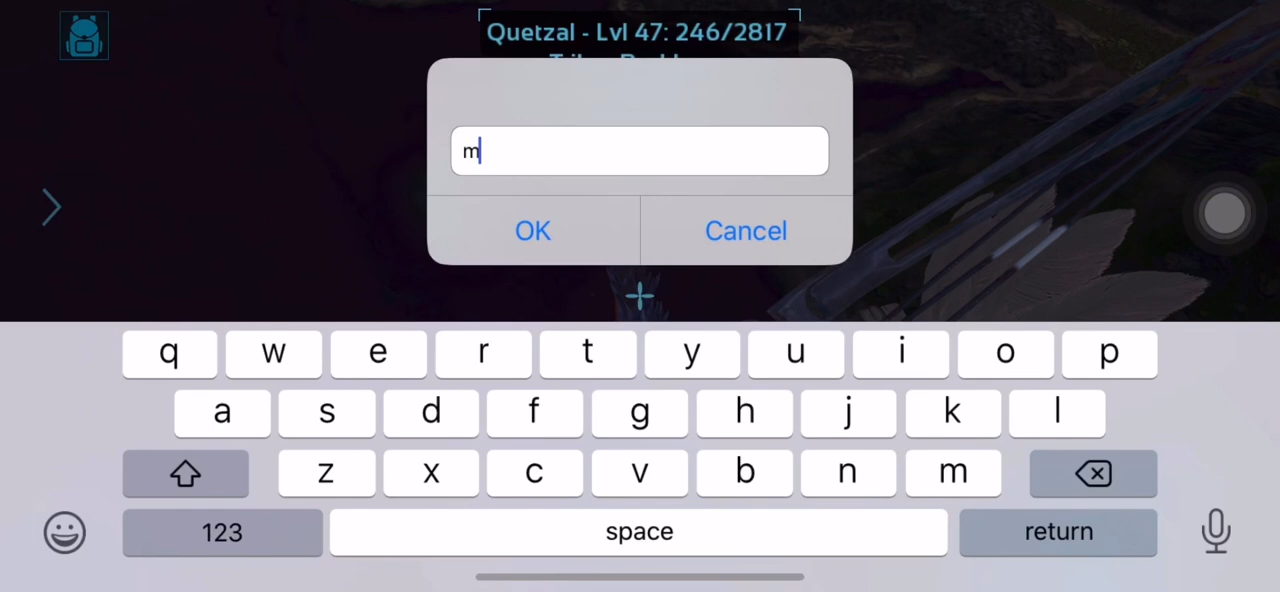 Quetzal - Lvl 47: 246/2817
m
OK
Cancel
q w e r t y u i o p
a s d f g h j k l
z x c v b n m
123
space
return